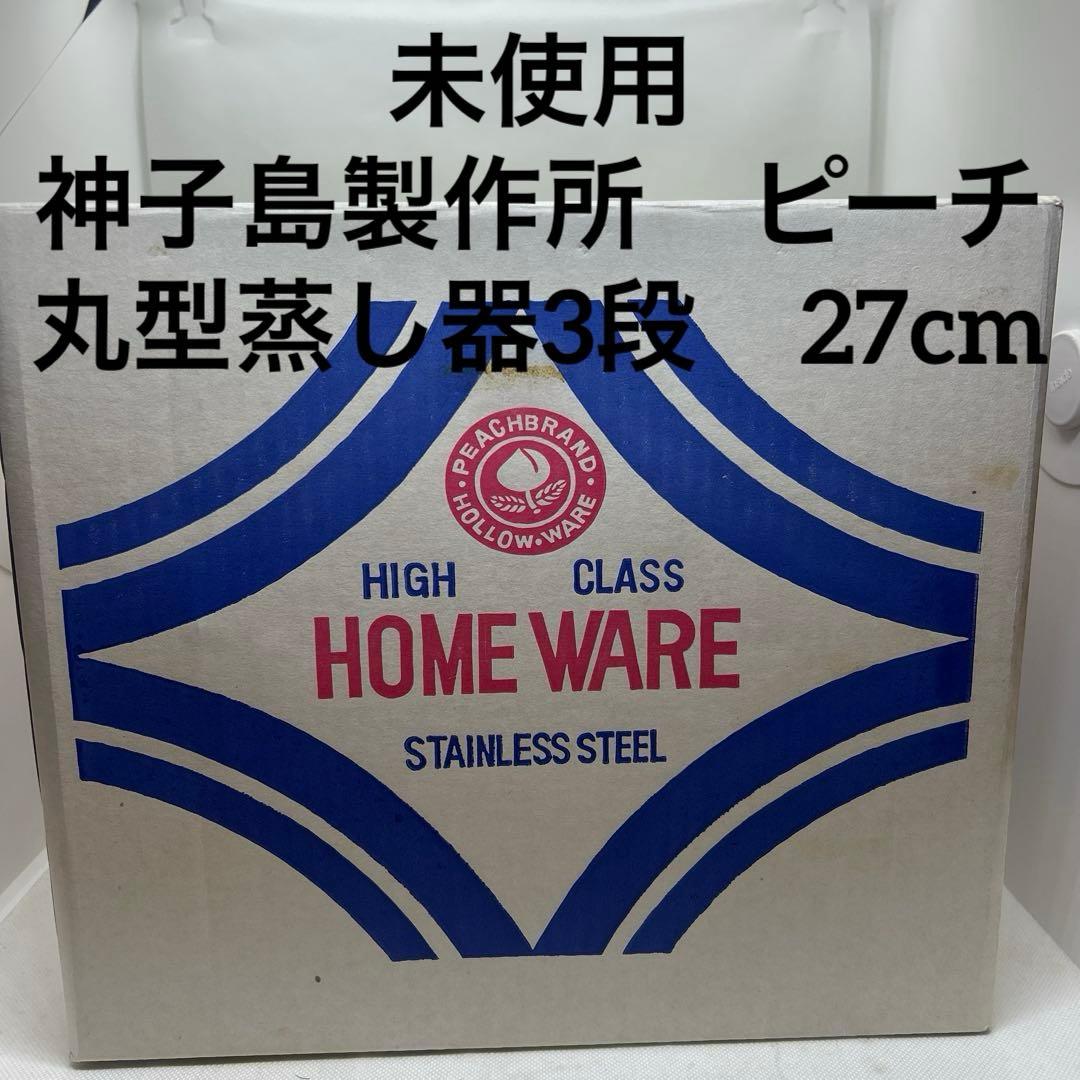 未使用
神子島製作所　ピーチ
丸型蒸し器3段　27cm
PEACHBRAND
HOLLOW・WARE
HIGH CLASS
HOME WARE
STAINLESS STEEL